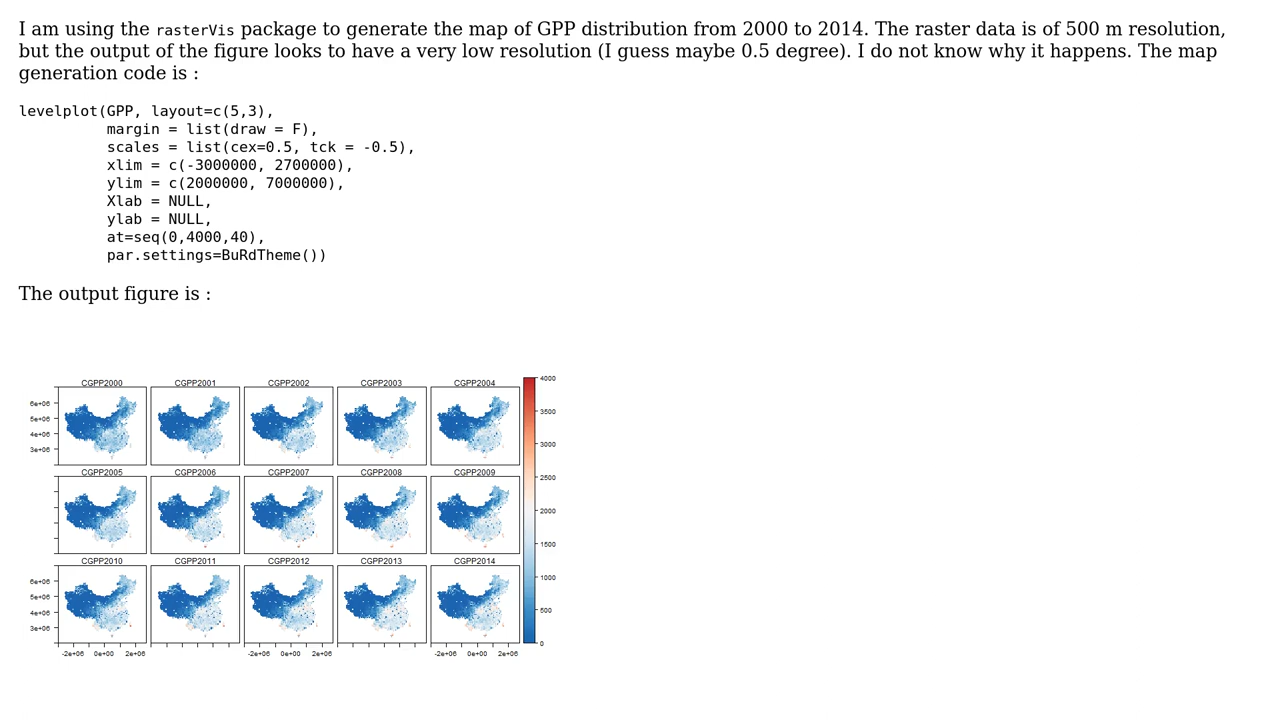 I am using the rasterVis package to generate the map of GPP distribution from 2000 to 2014. The raster data is of 500 m resolution,
but the output of the figure looks to have a very low resolution (I guess maybe 0.5 degree). I do not know why it happens. The map
generation code is :
levelplot(GPP, layout=c(5,3),
margin = list(draw = F),
scales = list(cex=0.5, tck = -0.5),
xlim = c(-3000000, 2700000),
ylim = c(2000000, 7000000),
Xlab = NULL,
ylab = NULL,
at=seq(0,4000,40),
par.settings=BuRdTheme())
The output figure is :
CGPP2000 CGPP2001 CGPP2002 CGPP2003 CGPP2004
6e+06
5e+06
4e+06
3e+06
CGPP2005 CGPP2006 CGPP2007 CGPP2008 CGPP2009
CGPP2010 CGPP2011 CGPP2012 CGPP2013 CGPP2014
6e+06
5e+06
4e+06
3e+06
-2e+06 0e+00 2e+06 -2e+06 0e+00 2e+06 -2e+06 0e+00 2e+06
4000
3500
3000
2500
2000
1500
1000
500
0